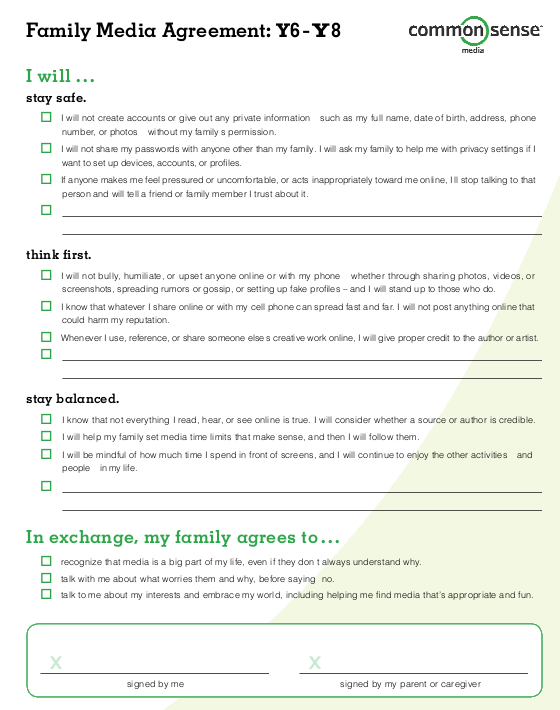 Family Media Agreement: Y6-Y8
common sense
media
I will ...
stay safe.
I will not create accounts or give out any private information such as my full name, date of birth, address, phone
number, or photos without my family s permission.
I will not share my passwords with anyone other than my family. I will ask my family to help me with privacy settings if I
want to set up devices, accounts, or profiles.
If anyone makes me feel pressured or uncomfortable, or acts inappropriately toward me online, I ll stop talking to that
person and will tell a friend or family member I trust about it.
think first.
I will not bully, humiliate, or upset anyone online or with my phone whether through sharing photos, videos, or
screenshots, spreading rumors or gossip, or setting up fake profiles – and I will stand up to those who do.
I know that whatever I share online or with my cell phone can spread fast and far. I will not post anything online that
could harm my reputation.
Whenever I use, reference, or share someone else s creative work online, I will give proper credit to the author or artist.
stay balanced.
I know that not everything I read, hear, or see online is true. I will consider whether a source or author is credible.
I will help my family set media time limits that make sense, and then I will follow them.
I will be mindful of how much time I spend in front of screens, and I will continue to enjoy the other activities and
people in my life.
In exchange, my family agrees to ...
recognize that media is a big part of my life, even if they don t always understand why.
talk with me about what worries them and why, before saying no.
talk to me about my interests and embrace my world, including helping me find media that's appropriate and fun.
X X
signed by me signed by my parent or caregiver